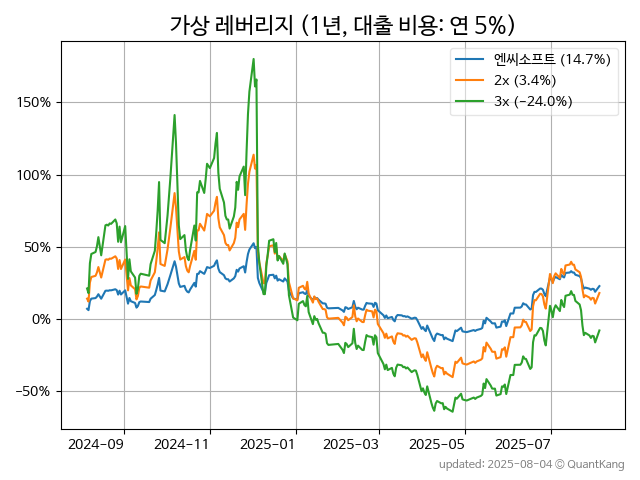 가상 레버리지 (1년, 대출 비용: 연 5%)
엔씨소프트 (14.7%)
2x (3.4%)
3x (−24.0%)
150%
100%
50%
0%
−50%
2024-09
2024-11
2025-01
2025-03
2025-05
2025-07
updated: 2025-08-04 © QuantKang